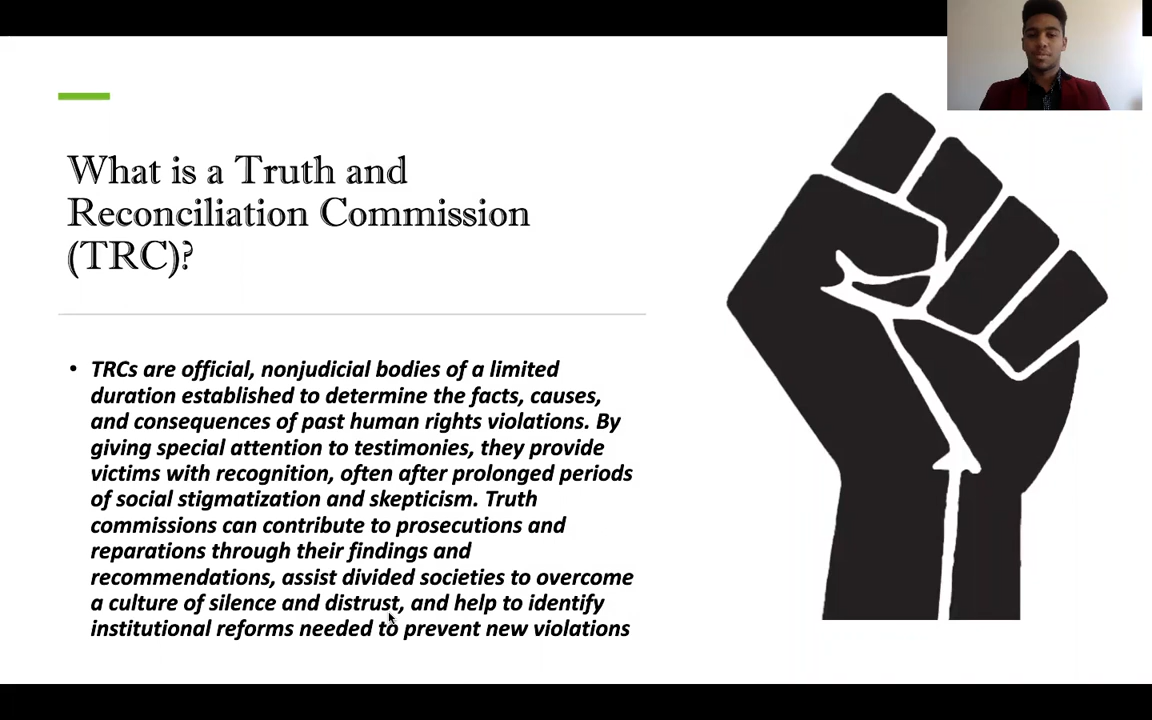 What is a Truth and
Reconciliation Commission
(TRC)?
• TRCs are official, nonjudicial bodies of a limited
duration established to determine the facts, causes,
and consequences of past human rights violations. By
giving special attention to testimonies, they provide
victims with recognition, often after prolonged periods
of social stigmatization and skepticism. Truth
commissions can contribute to prosecutions and
reparations through their findings and
recommendations, assist divided societies to overcome
a culture of silence and distrust, and help to identify
institutional reforms needed to prevent new violations